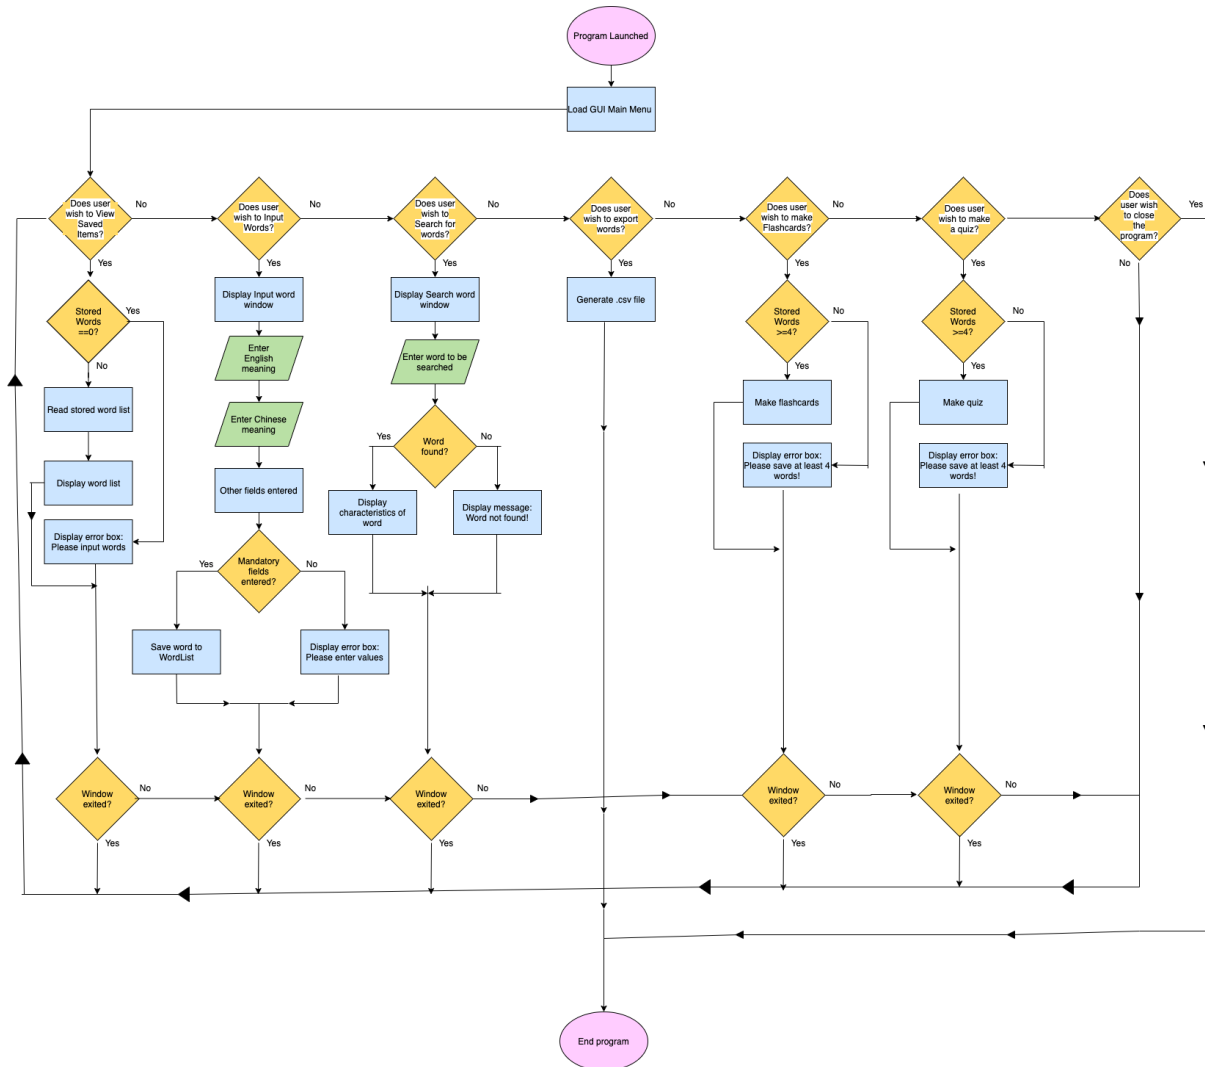 Program Launched
Load GUI Main Menu
Does user
wish to View
Saved
Items?
No
Does user
wish to Input
Words?
No
Does user
wish to
Search for
words?
No
Does user
wish to export
words?
No
Does user
wish to make
Flashcards?
No
Does user
wish to make
a quiz?
Does
user wish
to close
the
program?
Yes
Yes
Yes
Yes
Yes
Yes
Yes
No
Stored
Words
==0?
Yes
No
Read stored word list
Display word list
Display error box:
Please input words
Display Input word
window
Enter
English
meaning
Enter Chinese
meaning
Other fields entered
Mandatory
fields
entered?
Yes
No
Save word to
WordList
Display error box:
Please enter values
Display Search word
window
Enter word to be
searched
Word
found?
Yes
No
Display
characteristics of
word
Display message:
Word not found!
Generate .csv file
Stored
Words
>=4?
No
Yes
Make flashcards
Display error box:
Please save at least 4
words!
Stored
Words
>=4?
No
Yes
Make quiz
Display error box:
Please save at least 4
words!
Window
exited?
No
Yes
Window
exited?
No
Yes
Window
exited?
No
Yes
Window
exited?
No
Yes
Window
exited?
No
Yes
End program